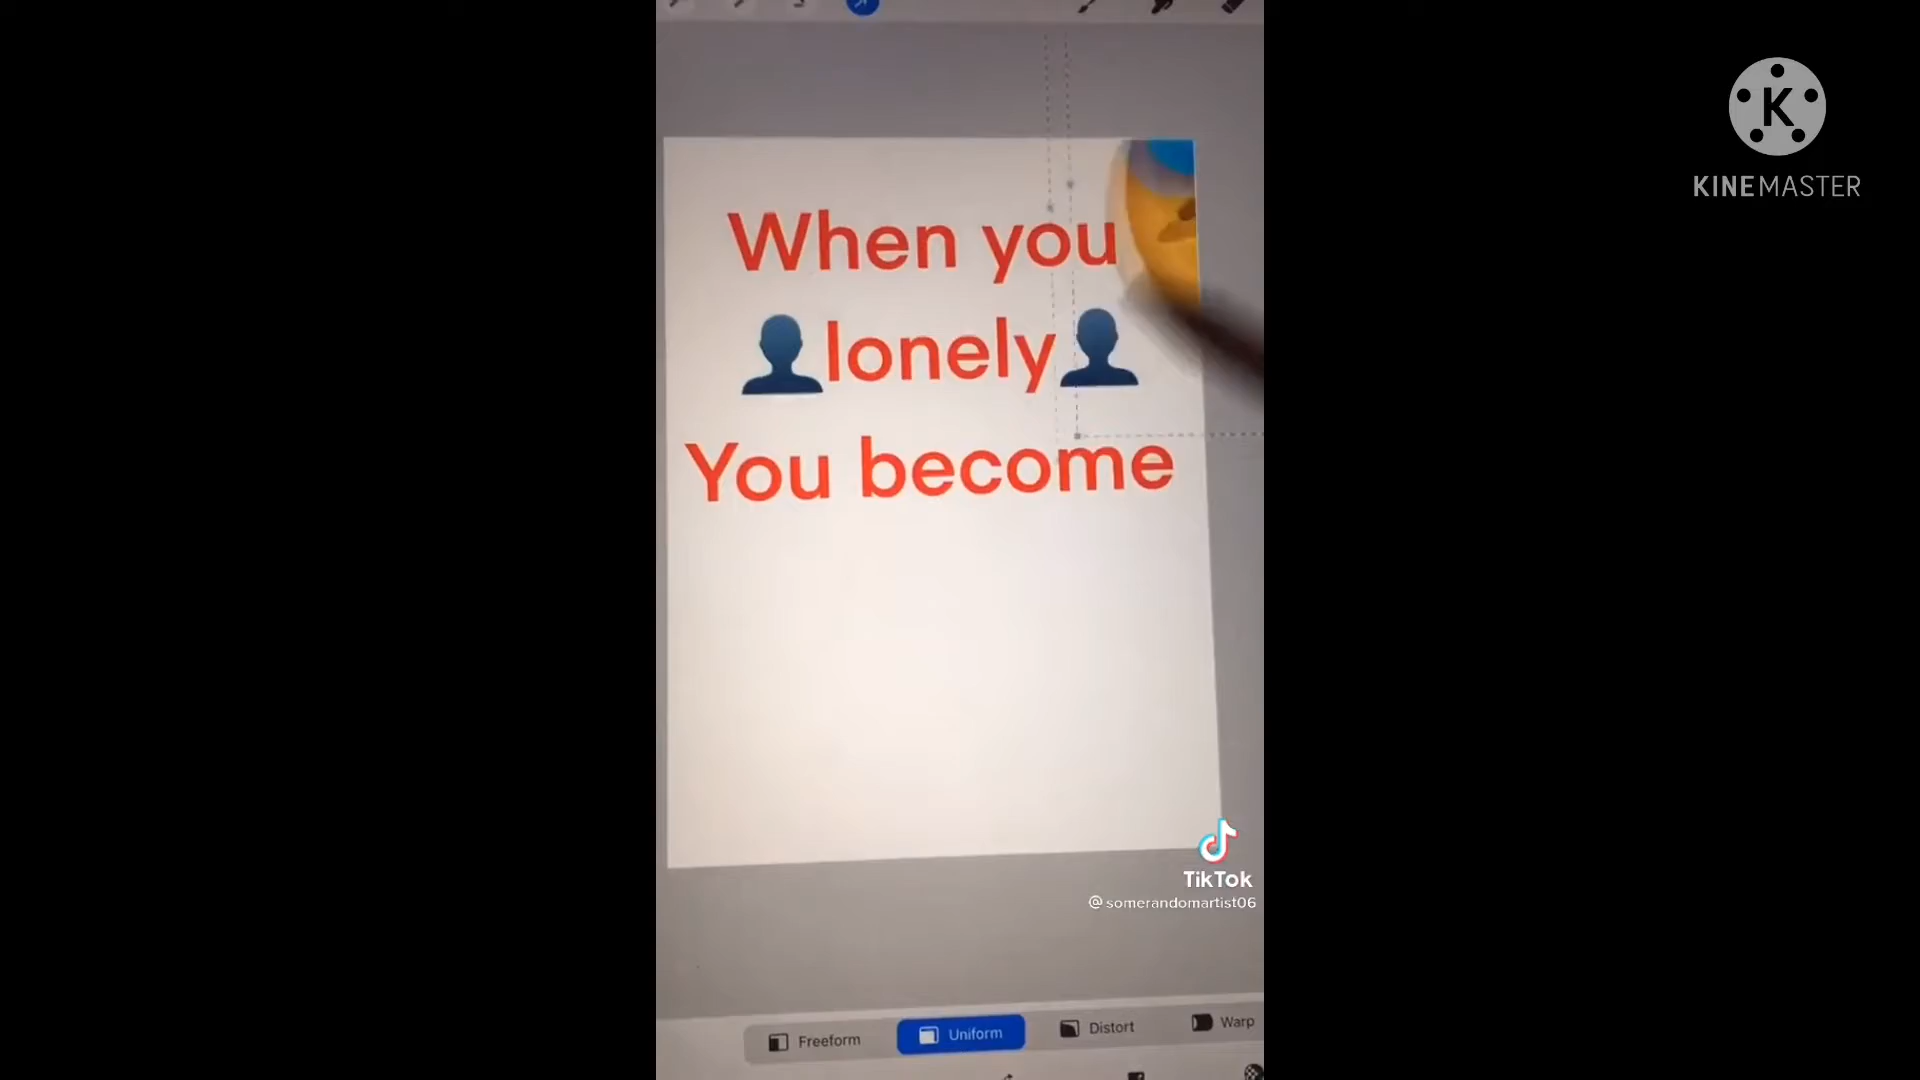 When you
👤lonely👤
You become
KINEMASTER
TikTok
@somerandomartist06
Freeform
Uniform
Distort
Warp